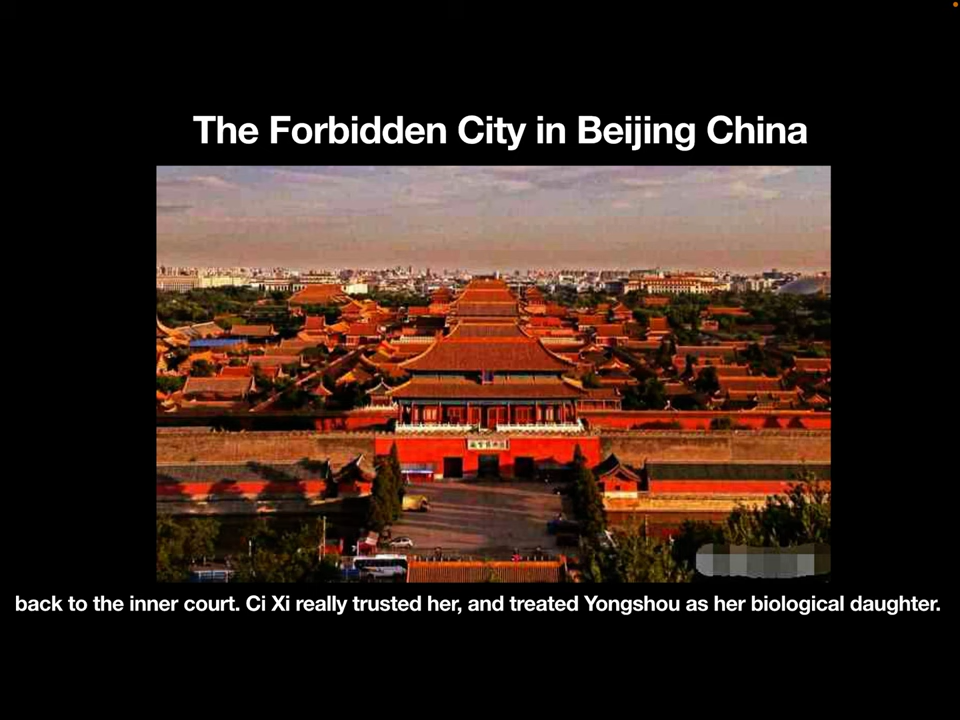 The Forbidden City in Beijing China
back to the inner court. Ci Xi really trusted her, and treated Yongshou as her biological daughter.